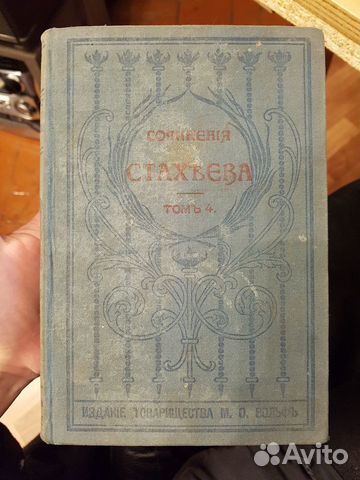 СОЧИНЕНІЯ
СТАХѢЕВА
ТОМЪ 4.
ИЗДАНІЕ ТОВАРИЩЕСТВА М. О. ВОЛЬФЪ
Avito